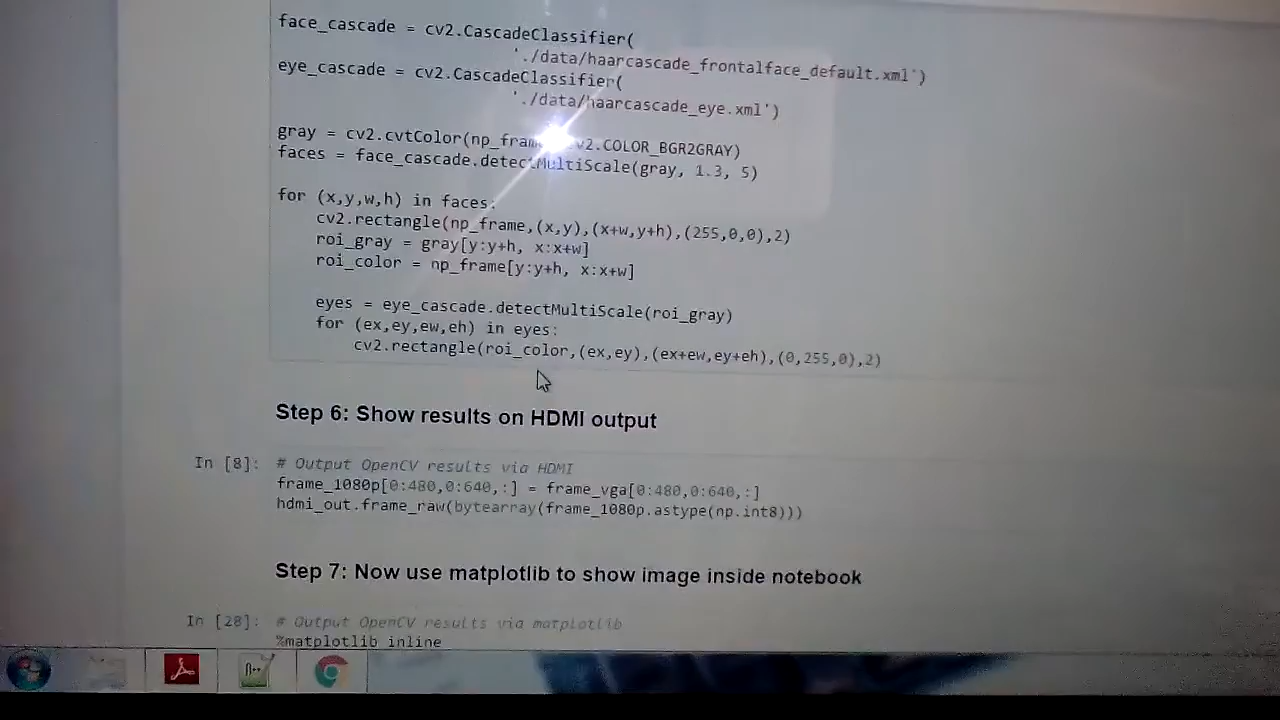 face_cascade = cv2.CascadeClassifier(
'./data/haarcascade_frontalface_default.xml')
eye_cascade = cv2.CascadeClassifier(
'./data/haarcascade_eye.xml')
gray = cv2.cvtColor(np_fram v2.COLOR_BGR2GRAY)
faces = face_cascade.detectMultiScale(gray, 1.3, 5)
for (x,y,w,h) in faces:
cv2.rectangle(np_frame,(x,y),(x+w,y+h),(255,0,0),2)
roi_gray = gray[y:y+h, x:x+w]
roi_color = np_frame[y:y+h, x:x+w]
eyes = eye_cascade.detectMultiScale(roi_gray)
for (ex,ey,ew,eh) in eyes:
cv2.rectangle(roi_color,(ex,ey),(ex+ew,ey+eh),(0,255,0),2)
Step 6: Show results on HDMI output
In [8]: # Output OpenCV results via HDMI
frame_1080p[0:480,0:640,:] = frame_vga[0:480,0:640,:]
hdmi_out.frame_raw(bytearray(frame_1080p.astype(np.int8)))
Step 7: Now use matplotlib to show image inside notebook
In [28]: # Output OpenCV results via matplotlib
%matplotlib inline